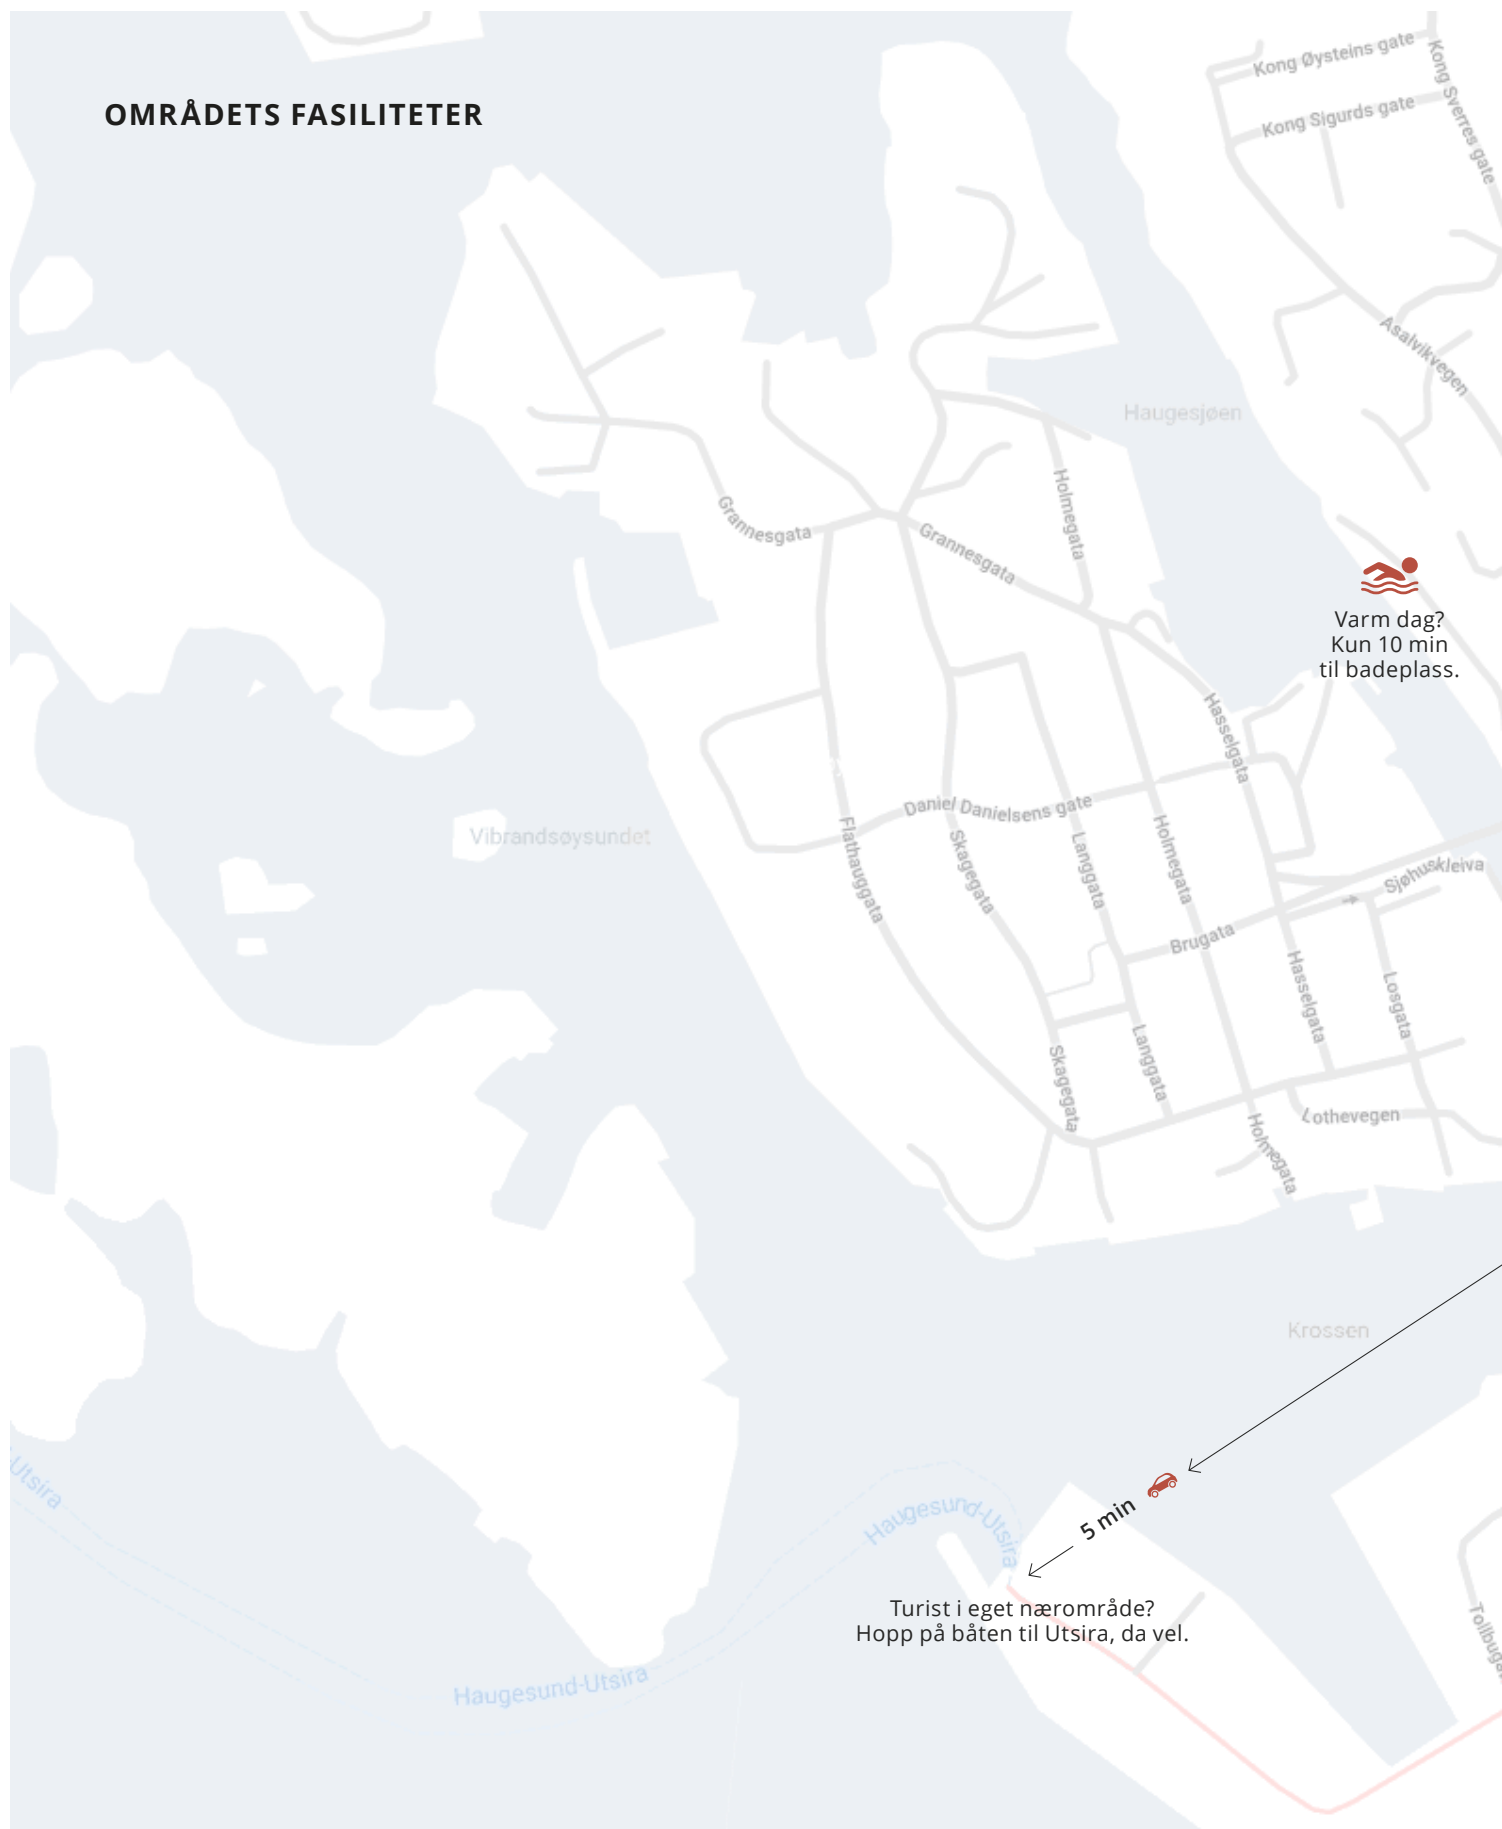 OMRÅDETS FASILITETER
Kong Øysteins gate
Kong Sverres gate
Kong Sigurds gate
Asalvikvegen
Haugesjøen
Holmegata
Grannesgata
Grannesgata
Varm dag?
Kun 10 min
til badeplass.
Hasselgata
Daniel Danielsens gate
Vibrandsøysundet
Flathauggata
Skagegata
Langgata
Holmegata
Sjøhuskleiva
Brugata
Hasselgata
Losgata
Langgata
Skagegata
Lothevegen
Holmegata
Krossen
-Utsira
Haugesund-Utsira
5 min
Turist i eget nærområde?
Hopp på båten til Utsira, da vel.
Haugesund-Utsira